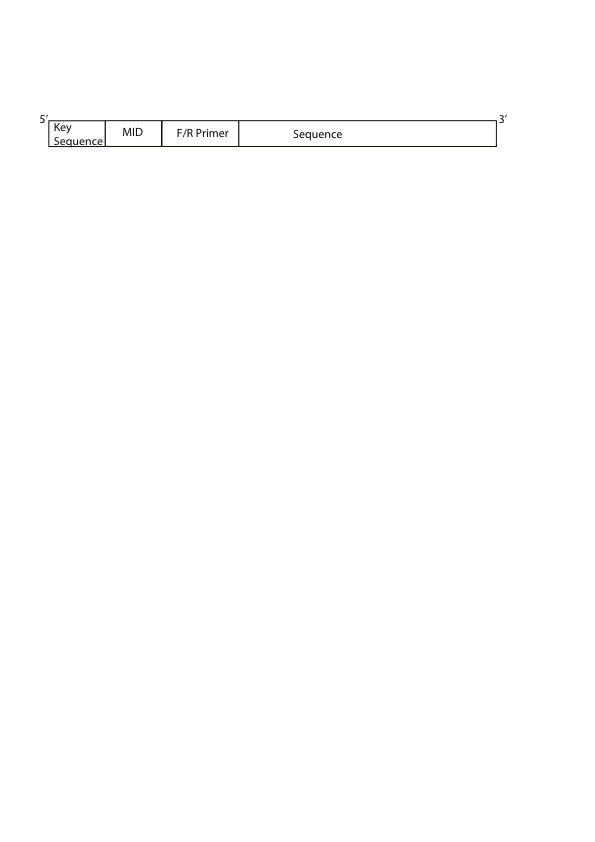 5’
Key
Sequence
MID
F/R Primer
Sequence
3’